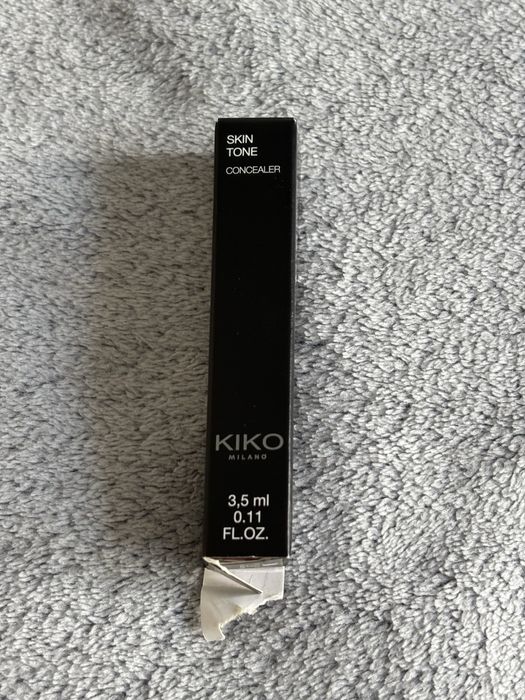 SKIN
TONE
CONCEALER
KIKO
MILANO
3,5 ml
0.11
FL.OZ.